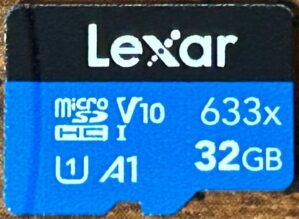 Lexar
micro SD HC I V10 633x
U1 A1 32GB